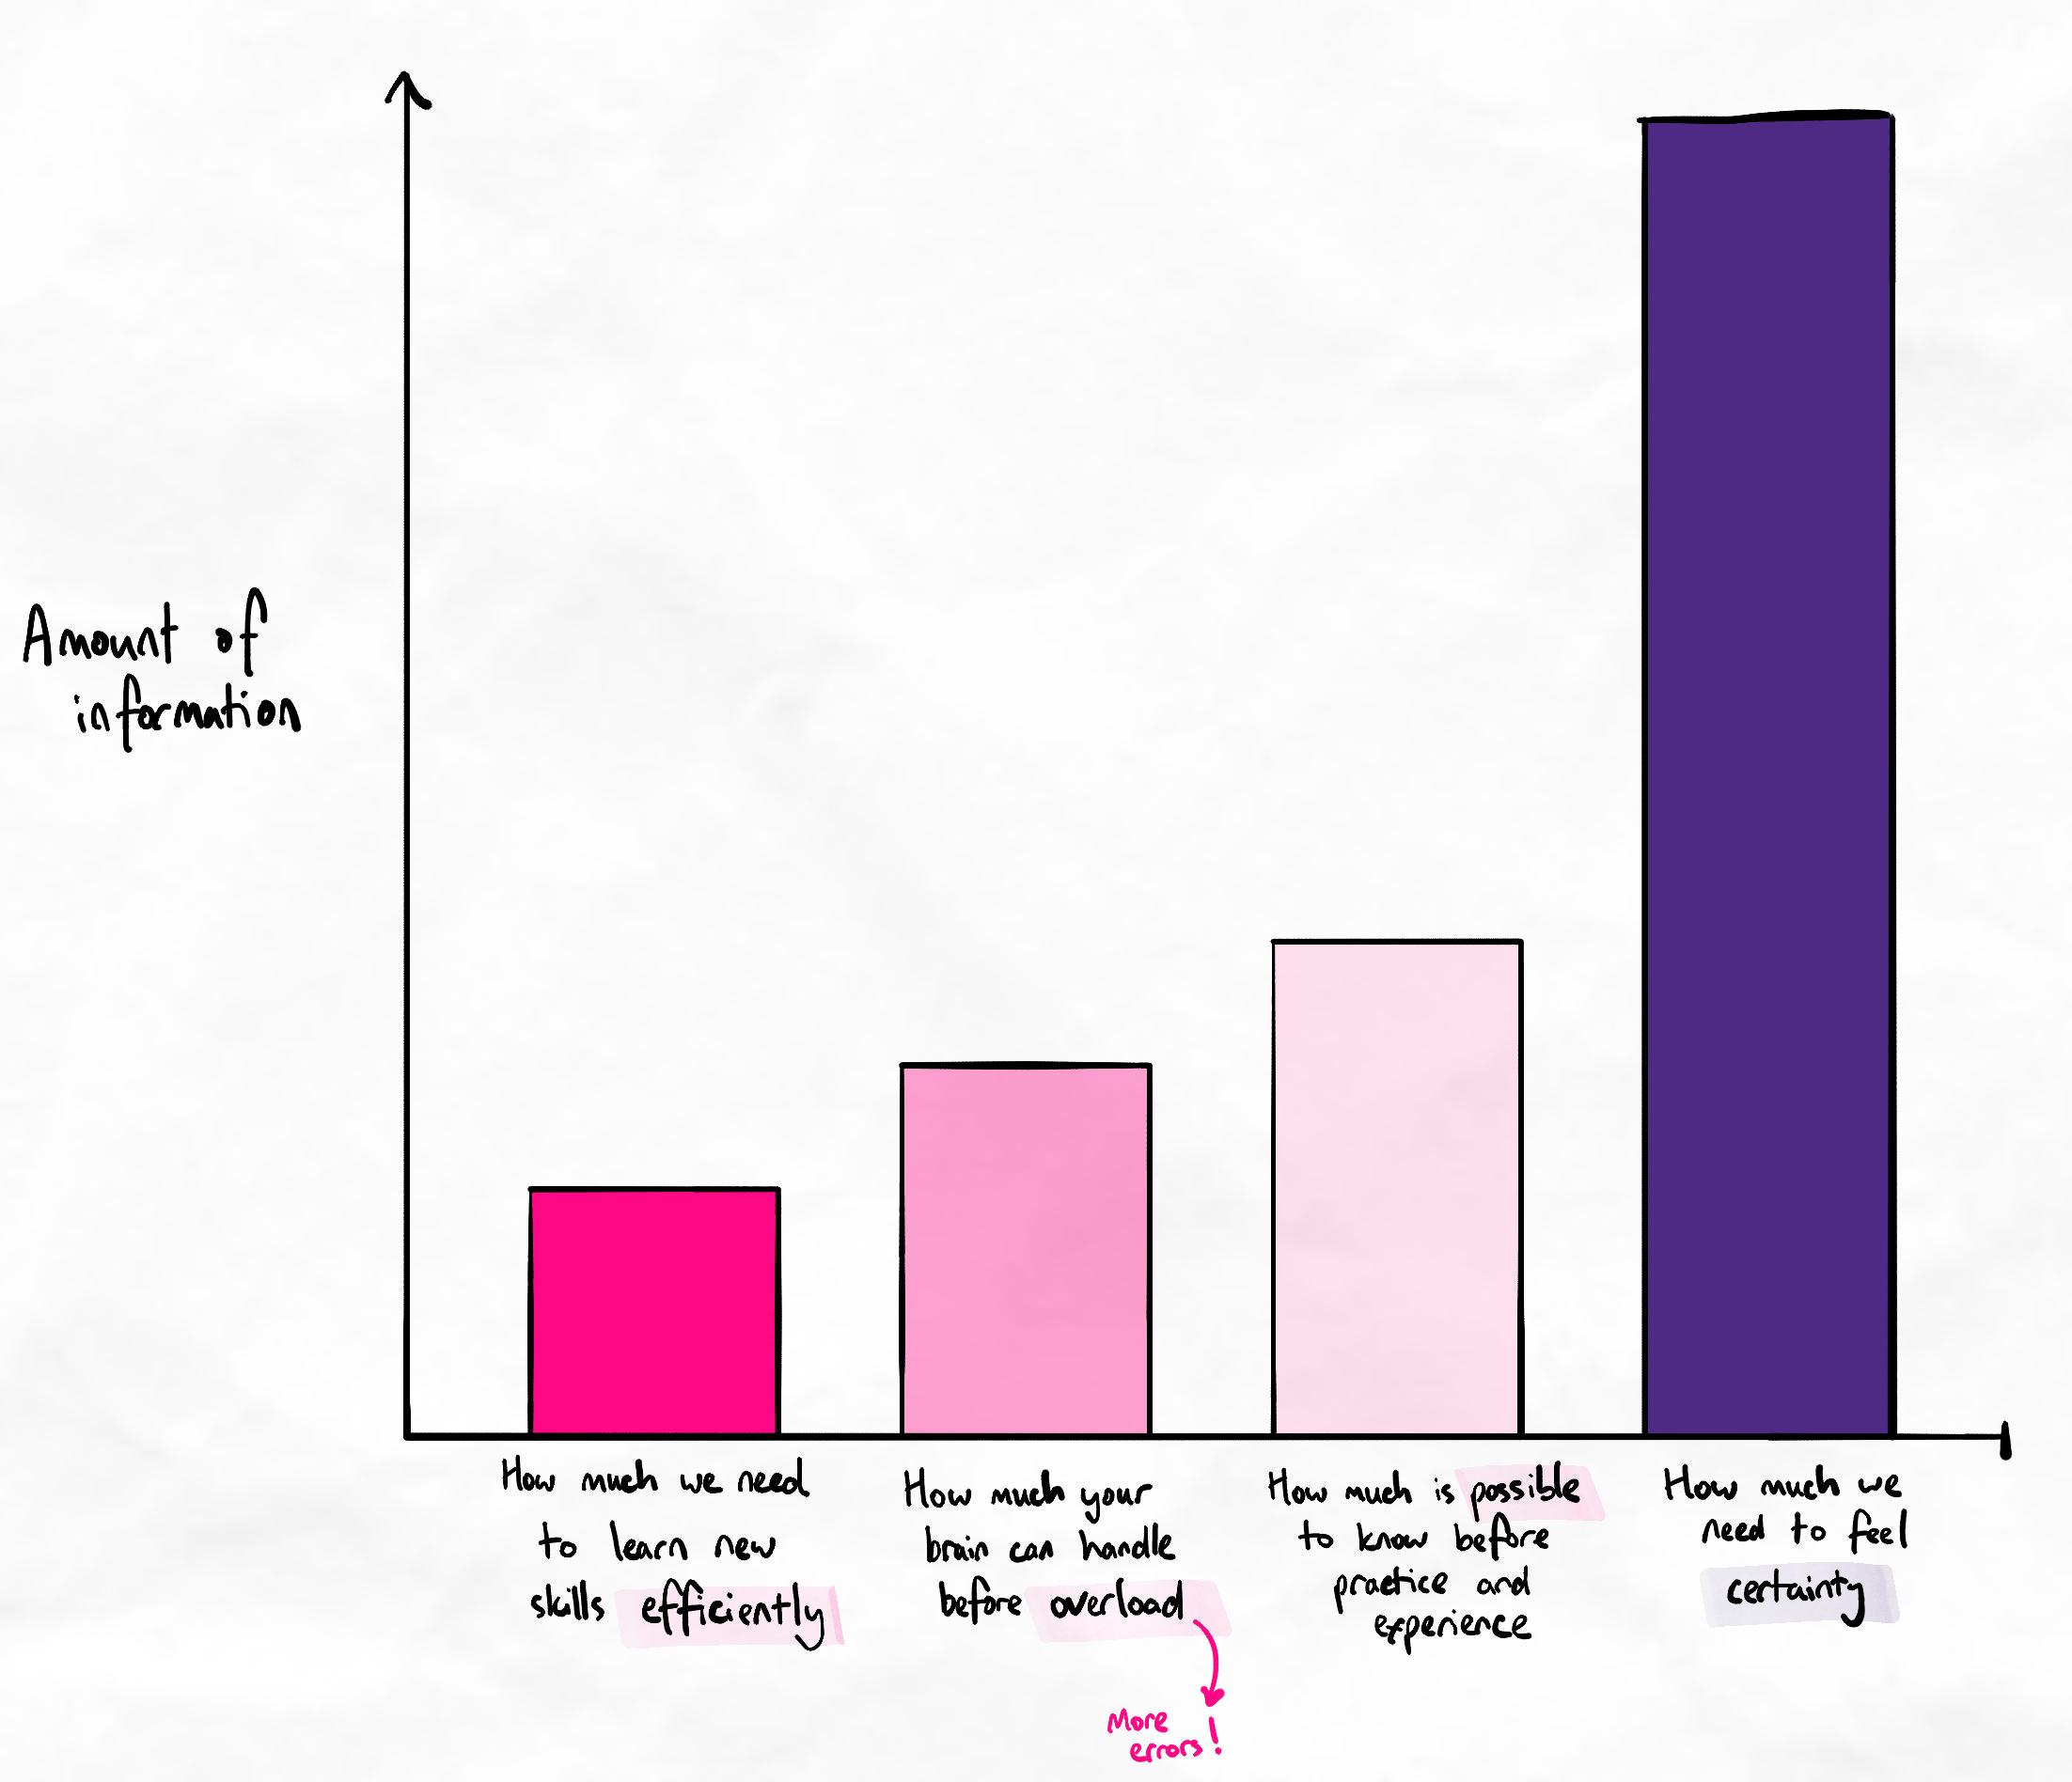 Amount of
information
How much we need
to learn new
skills efficiently
How much your
brain can handle
before overload
More
errors!
How much is possible
to know before
practice and
experience
How much we
need to feel
certainty